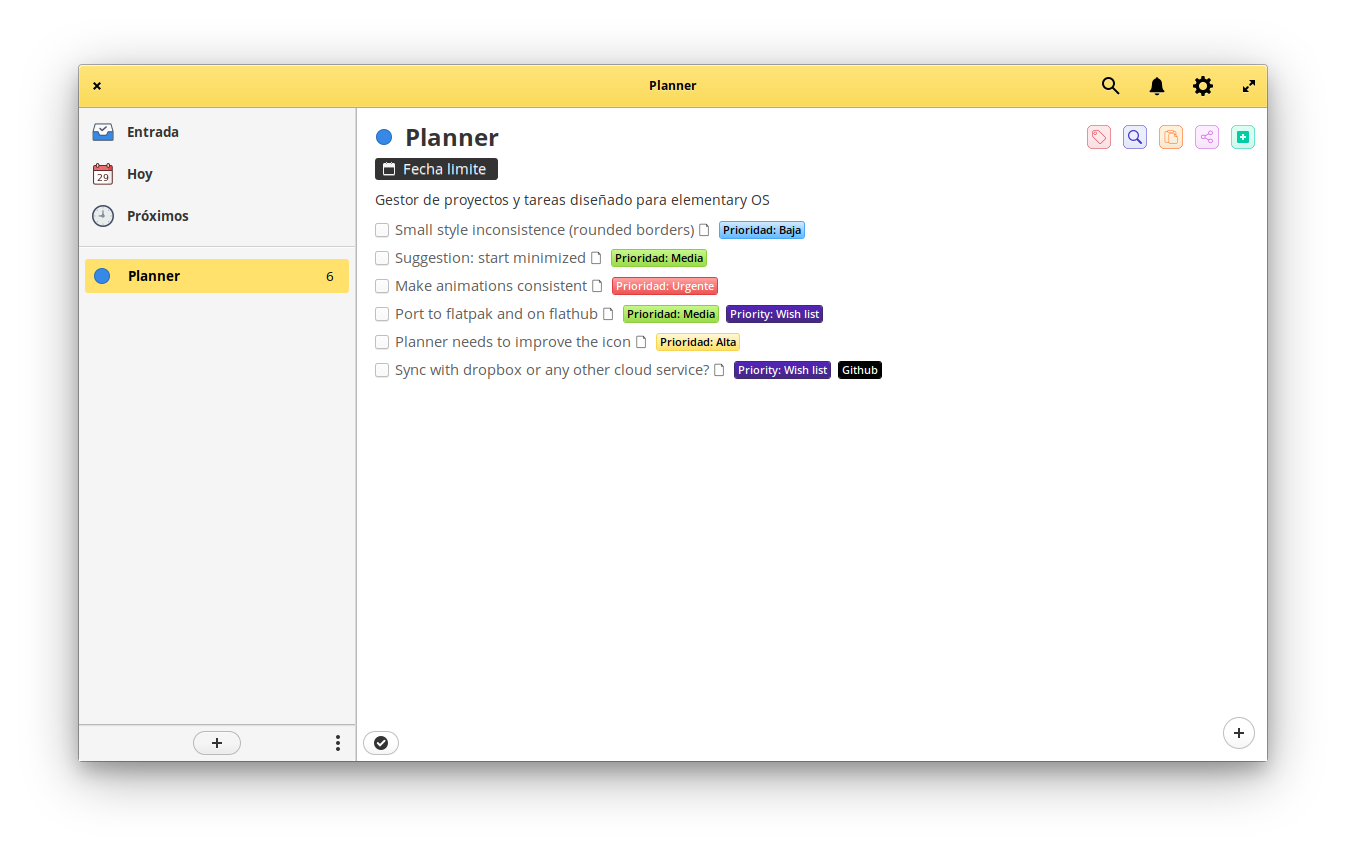 Planner
Entrada
Hoy
29
Próximos
Planner 6
Planner
Fecha limite
Gestor de proyectos y tareas diseñado para elementary OS
Small style inconsistence (rounded borders) Prioridad: Baja
Suggestion: start minimized Prioridad: Media
Make animations consistent Prioridad: Urgente
Port to flatpak and on flathub Prioridad: Media Priority: Wish list
Planner needs to improve the icon Prioridad: Alta
Sync with dropbox or any other cloud service? Priority: Wish list Github